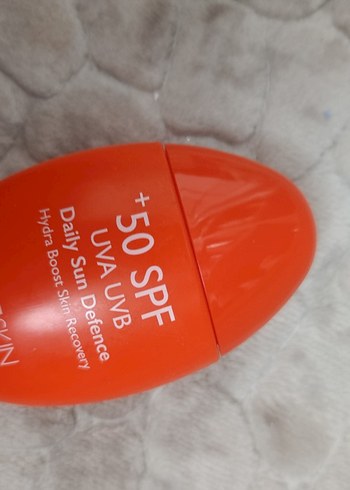 +50 SPF
UVA UVB
Daily Sun Defence
Hydra Boost Skin Recovery